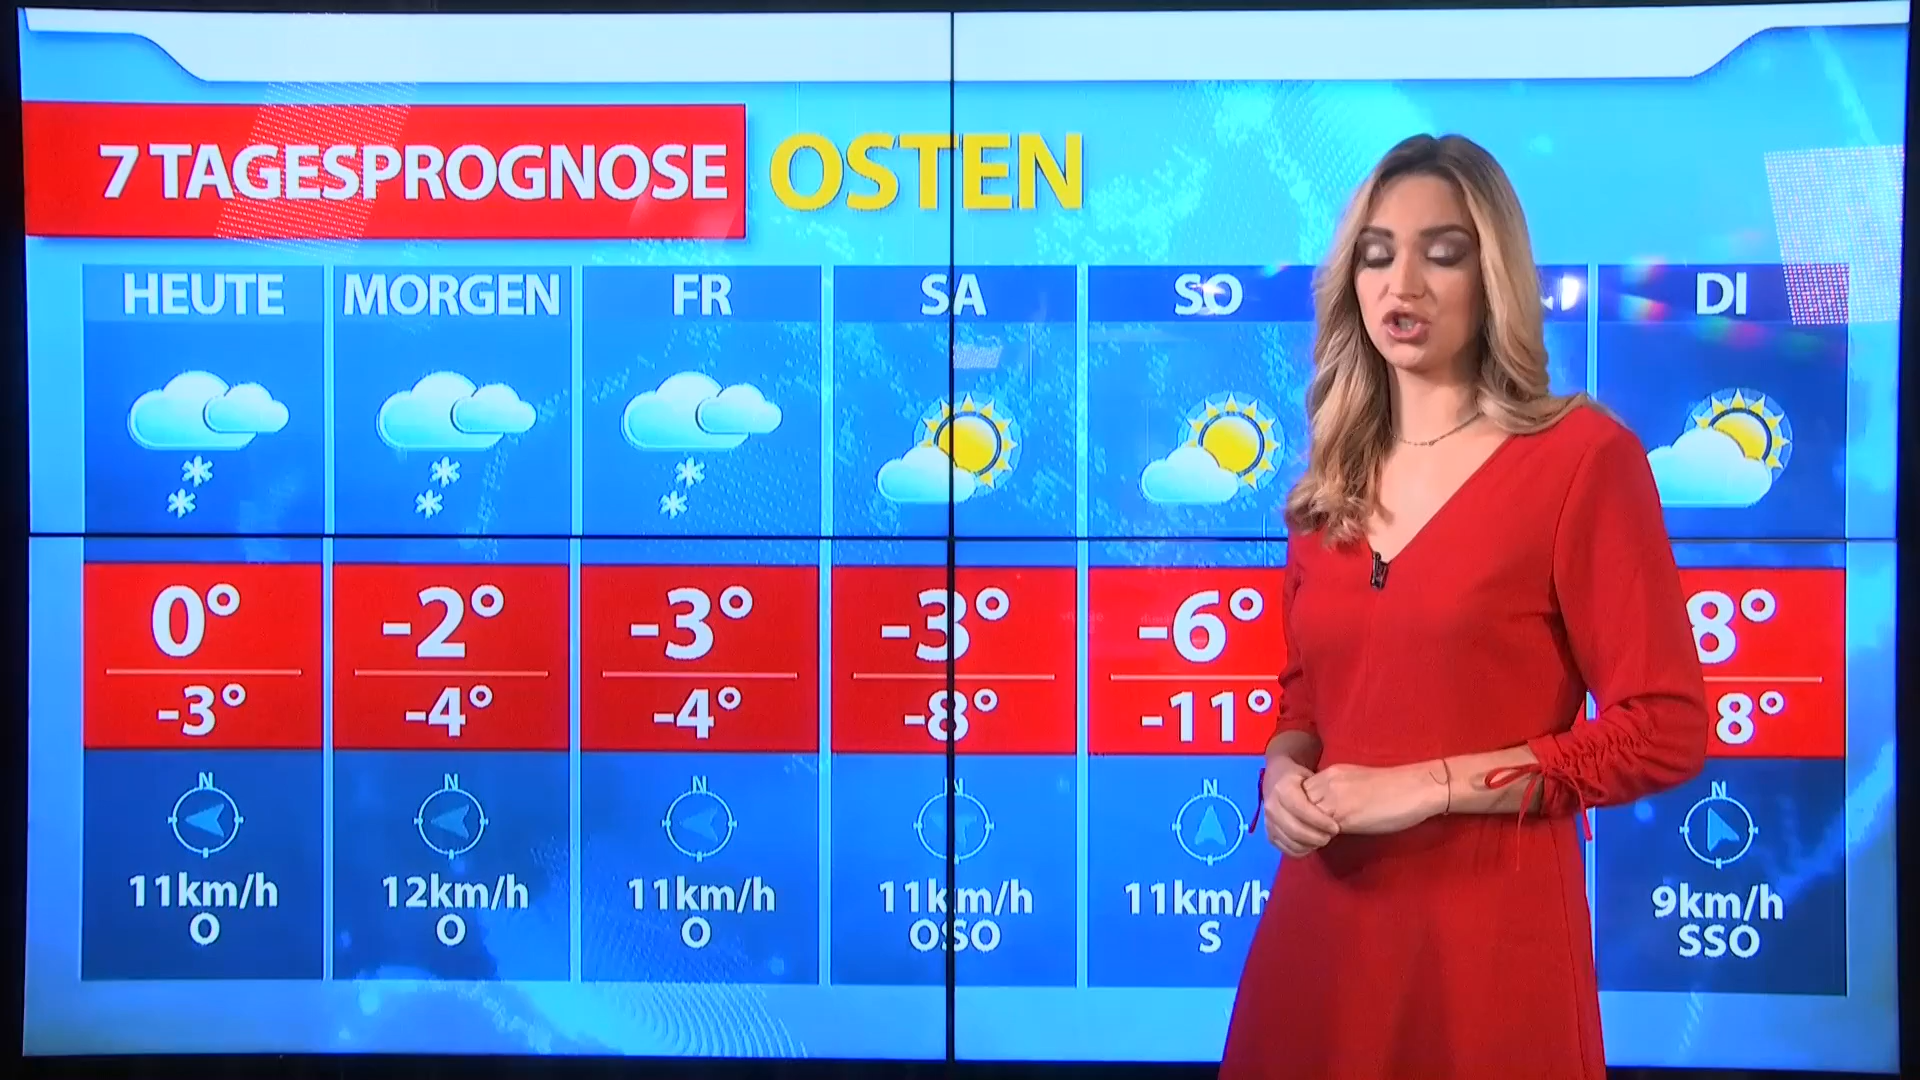 7 TAGESPROGNOSE OSTEN
HEUTE MORGEN FR SA SO DI
0° -2° -3° -3° -6° 8°
-3° -4° -4° -8° -11° 8°
N N N N N N
11km/h 12km/h 11km/h 11km/h 11km/h 9km/h
O O O OSO S SSO